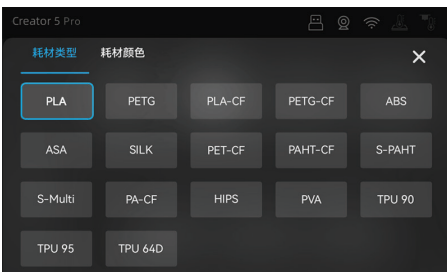 Creator 5 Pro
耗材类型 耗材颜色
PLA PETG PLA-CF PETG-CF ABS
ASA SILK PET-CF PAHT-CF S-PAHT
S-Multi PA-CF HIPS PVA TPU 90
TPU 95 TPU 64D